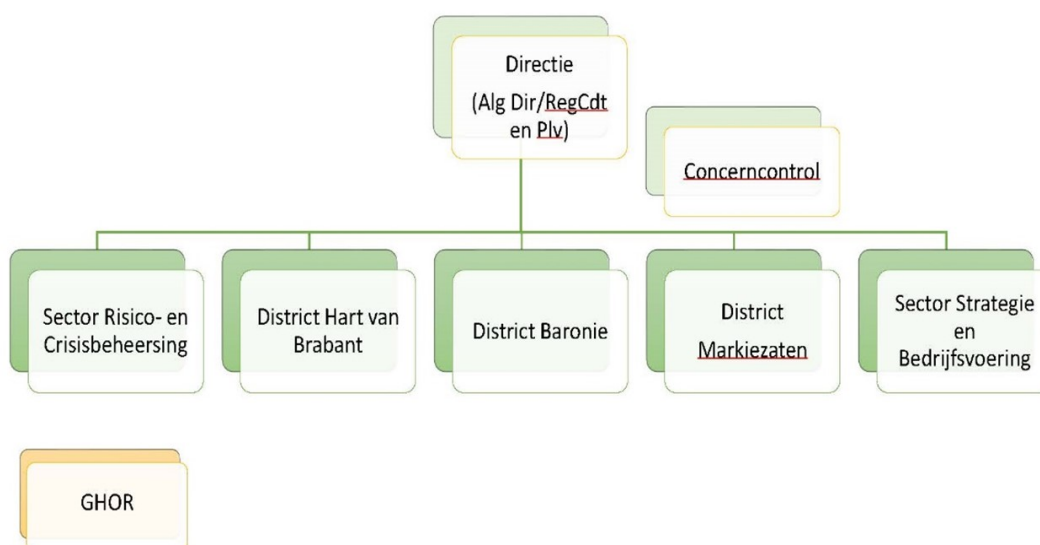 Directie
(Alg Dir/RegCdt
en Plv)
Concerncontrol
Sector Risico- en
Crisisbeheersing
District Hart van
Brabant
District Baronie
District
Markiezaten
Sector Strategie
en
Bedrijfsvoering
GHOR